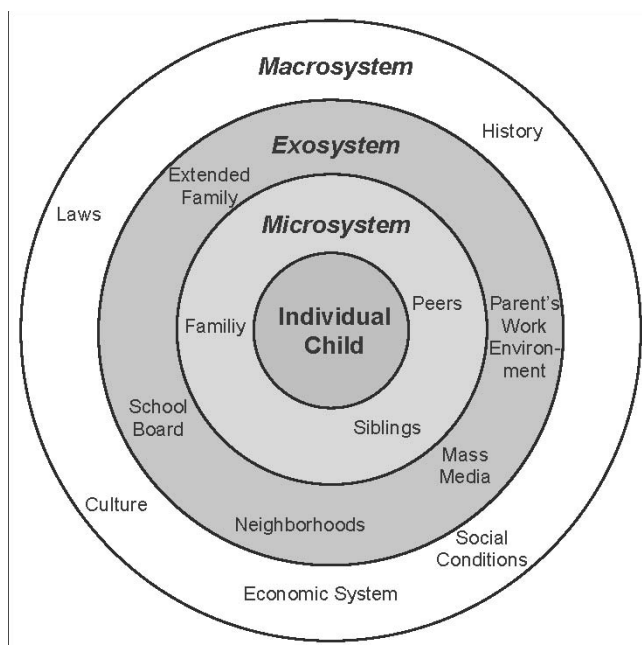 Macrosystem
History
Exosystem
Extended
Family
Laws
Microsystem
Individual
Child
Peers
Familiy
Parent's
Work
Environ-
ment
School
Board
Siblings
Mass
Media
Culture
Neighborhoods
Social
Conditions
Economic System